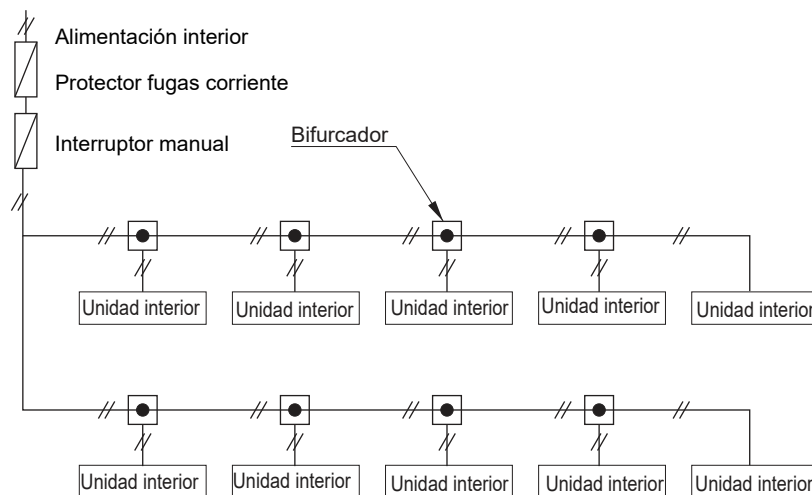 Alimentación interior
Protector fugas corriente
Interruptor manual
Bifurcador
Unidad interior
Unidad interior
Unidad interior
Unidad interior
Unidad interior
Unidad interior
Unidad interior
Unidad interior
Unidad interior
Unidad interior